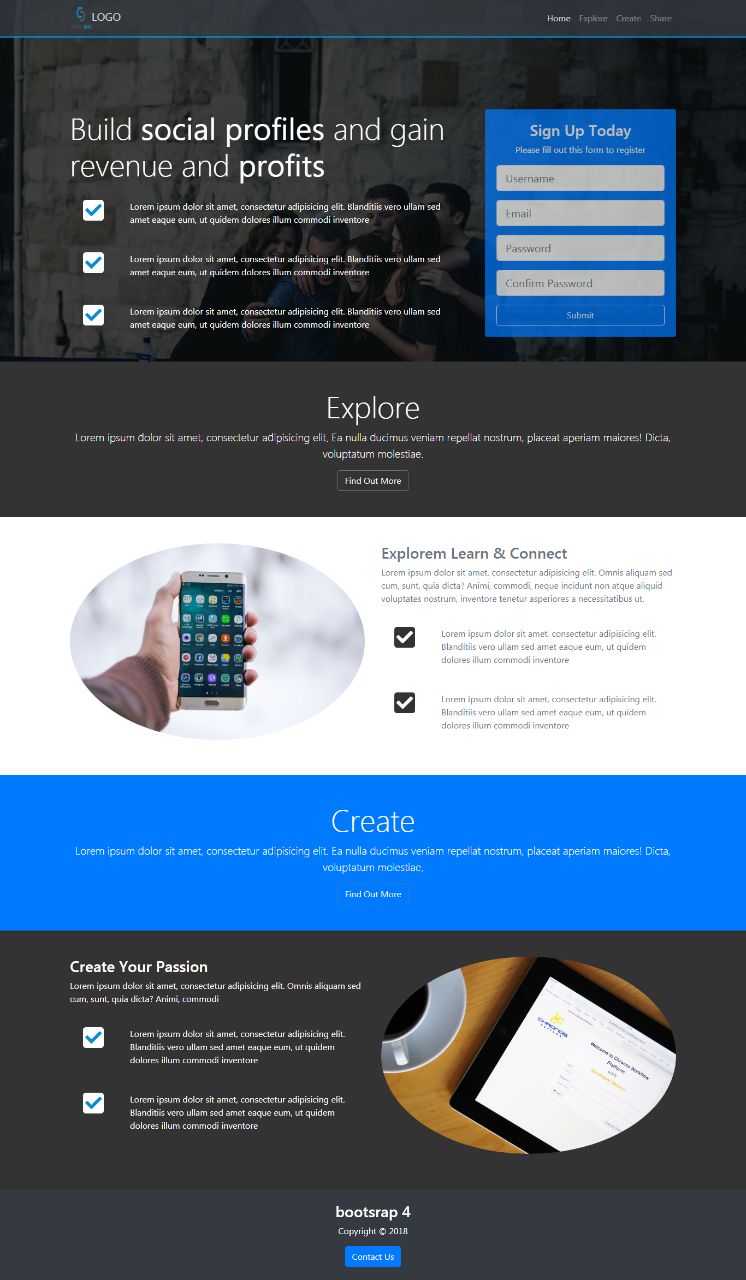 LOGO
Home Explore Create Share
Build social profiles and gain
revenue and profits
Lorem ipsum dolor sit amet, consectetur adipisicing elit. Blanditiis vero ullam sed
amet eaque eum, ut quidem dolores illum commodi inventore
Lorem ipsum dolor sit amet, consectetur adipisicing elit. Blanditiis vero ullam sed
amet eaque eum, ut quidem dolores illum commodi inventore
Lorem ipsum dolor sit amet, consectetur adipisicing elit. Blanditiis vero ullam sed
amet eaque eum, ut quidem dolores illum commodi inventore
Sign Up Today
Please fill out this form to register
Username
Email
Password
Confirm Password
Submit
Explore
Lorem ipsum dolor sit amet, consectetur adipisicing elit. Ea nulla ducimus veniam repellat nostrum, placeat aperiam maiores! Dicta,
voluptatum molestiae.
Find Out More
Explorem Learn & Connect
Lorem ipsum dolor sit amet, consectetur adipisicing elit. Omnis aliquam sed
cum, sunt, quia dicta? Animi, commodi, neque incidunt non atque aliquid
voluptates nostrum, inventore tenetur asperiores a necessitatibus ut.
Lorem ipsum dolor sit amet, consectetur adipisicing elit.
Blanditiis vero ullam sed amet eaque eum, ut quidem
dolores illum commodi inventore
Lorem ipsum dolor sit amet, consectetur adipisicing elit.
Blanditiis vero ullam sed amet eaque eum, ut quidem
dolores illum commodi inventore
Create
Lorem ipsum dolor sit amet, consectetur adipisicing elit. Ea nulla ducimus veniam repellat nostrum, placeat aperiam maiores! Dicta,
voluptatum molestiae.
Find Out More
Create Your Passion
Lorem ipsum dolor sit amet, consectetur adipisicing elit. Omnis aliquam sed
cum, sunt, quia dicta? Animi, commodi
Lorem ipsum dolor sit amet, consectetur adipisicing elit.
Blanditiis vero ullam sed amet eaque eum, ut quidem
dolores illum commodi inventore
Lorem ipsum dolor sit amet, consectetur adipisicing elit.
Blanditiis vero ullam sed amet eaque eum, ut quidem
dolores illum commodi inventore
Welcome to Chronos Workflow
Platform
bootsrap 4
Copyright © 2018
Contact Us